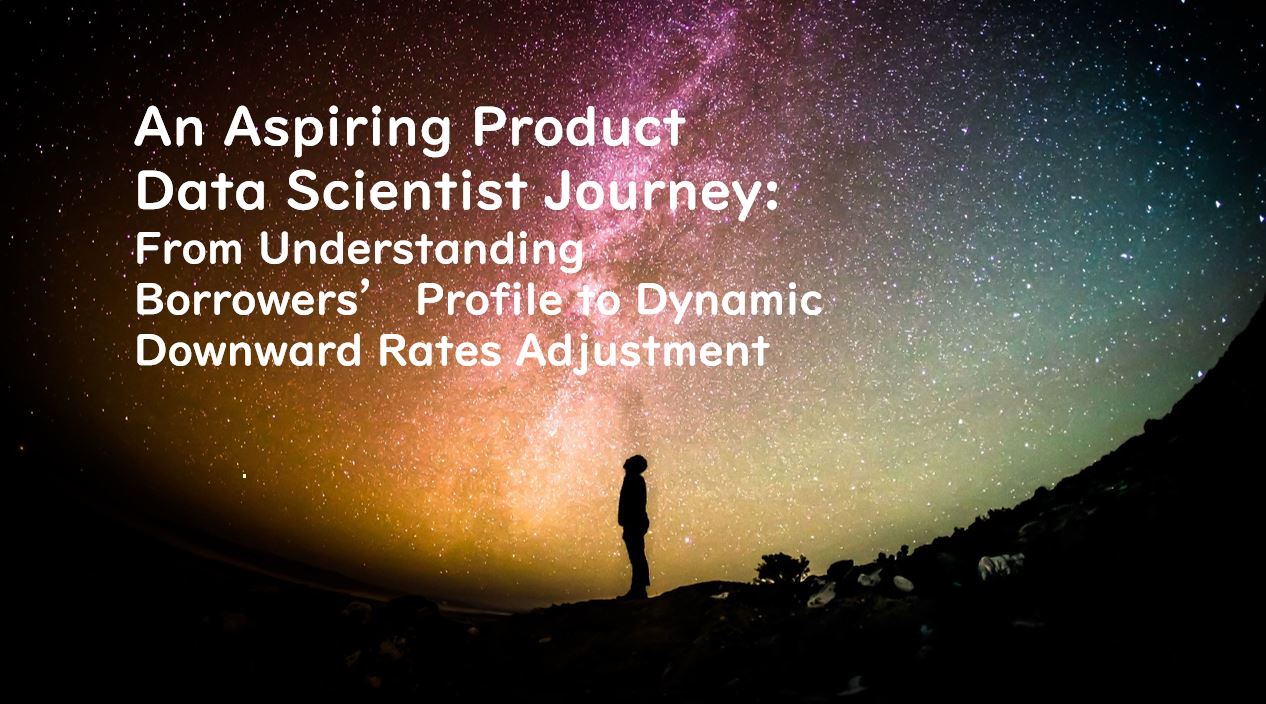 An Aspiring Product
Data Scientist Journey:
From Understanding
Borrowers’ Profile to Dynamic
Downward Rates Adjustment